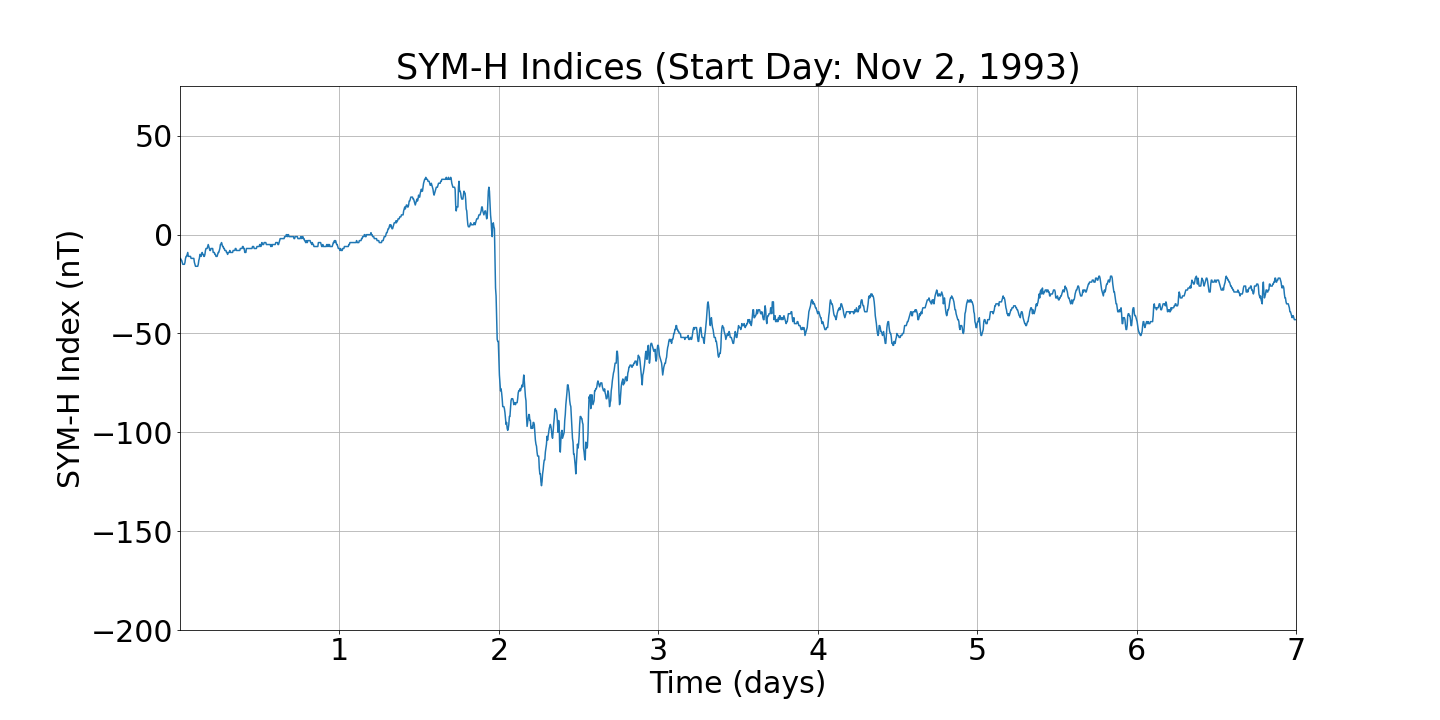 SYM-H Indices (Start Day: Nov 2, 1993)
50
0
−50
−100
−150
−200
SYM-H Index (nT)
1 2 3 4 5 6 7
Time (days)